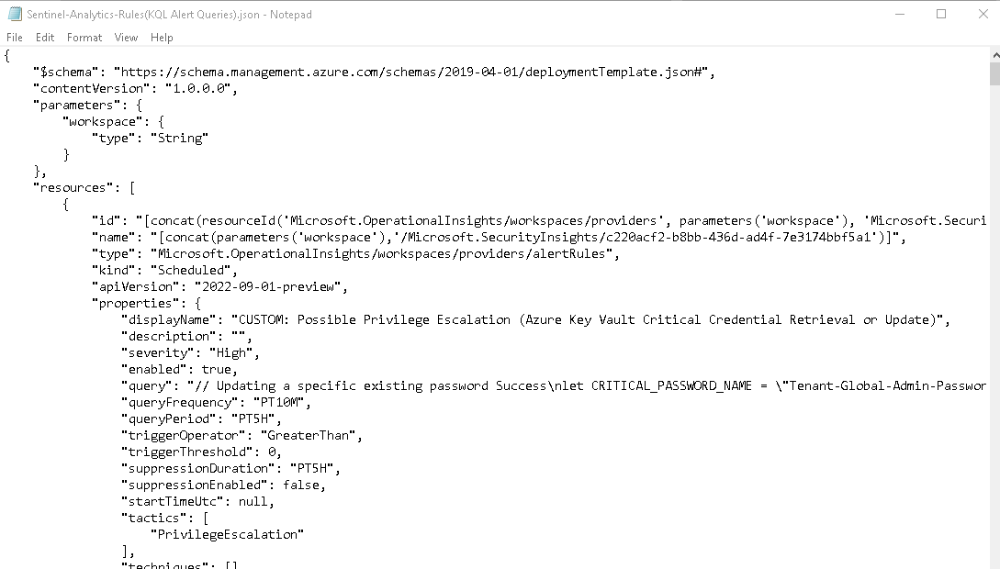 Sentinel-Analytics-Rules(KQL Alert Queries).json - Notepad
File Edit Format View Help
{
    "$schema": "https://schema.management.azure.com/schemas/2019-04-01/deploymentTemplate.json#",
    "contentVersion": "1.0.0.0",
    "parameters": {
        "workspace": {
            "type": "String"
        }
    },
    "resources": [
        {
            "id": "[concat(resourceId('Microsoft.OperationalInsights/workspaces/providers', parameters('workspace'), 'Microsoft.Securi
            "name": "[concat(parameters('workspace'),'/Microsoft.SecurityInsights/c220acf2-b8bb-436d-ad4f-7e3174bbf5a1')]",
            "type": "Microsoft.OperationalInsights/workspaces/providers/alertRules",
            "kind": "Scheduled",
            "apiVersion": "2022-09-01-preview",
            "properties": {
                "displayName": "CUSTOM: Possible Privilege Escalation (Azure Key Vault Critical Credential Retrieval or Update)",
                "description": "",
                "severity": "High",
                "enabled": true,
                "query": "// Updating a specific existing password Success\nlet CRITICAL_PASSWORD_NAME = \"Tenant-Global-Admin-Passwor
                "queryFrequency": "PT10M",
                "queryPeriod": "PT5H",
                "triggerOperator": "GreaterThan",
                "triggerThreshold": 0,
                "suppressionDuration": "PT5H",
                "suppressionEnabled": false,
                "startTimeUtc": null,
                "tactics": [
                    "PrivilegeEscalation"
                ],
                "techniques": []